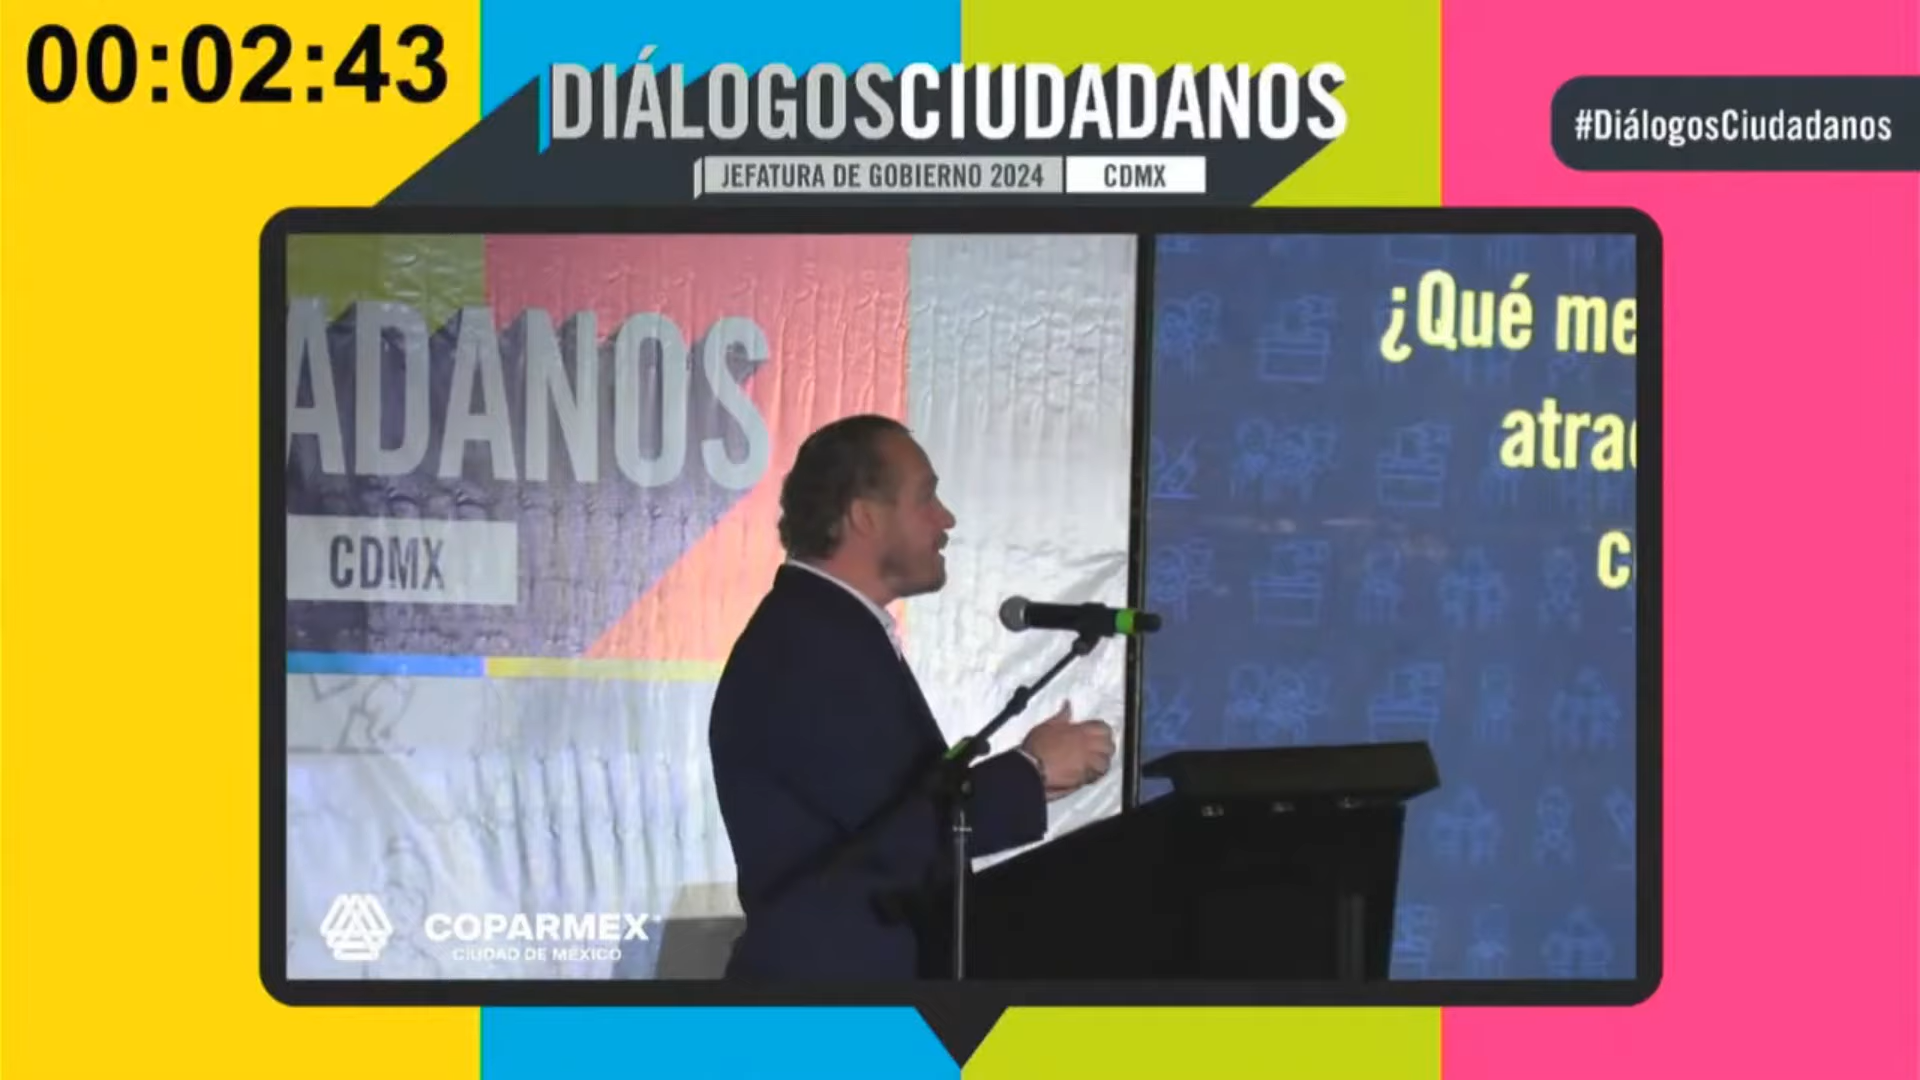 00:02:43
DIÁLOGOSCIUDADANOS
JEFATURA DE GOBIERNO 2024 CDMX
#DiálogosCiudadanos
ADANOS
CDMX
¿Qué me
atra
c
COPARMEX
CIUDAD DE MÉXICO